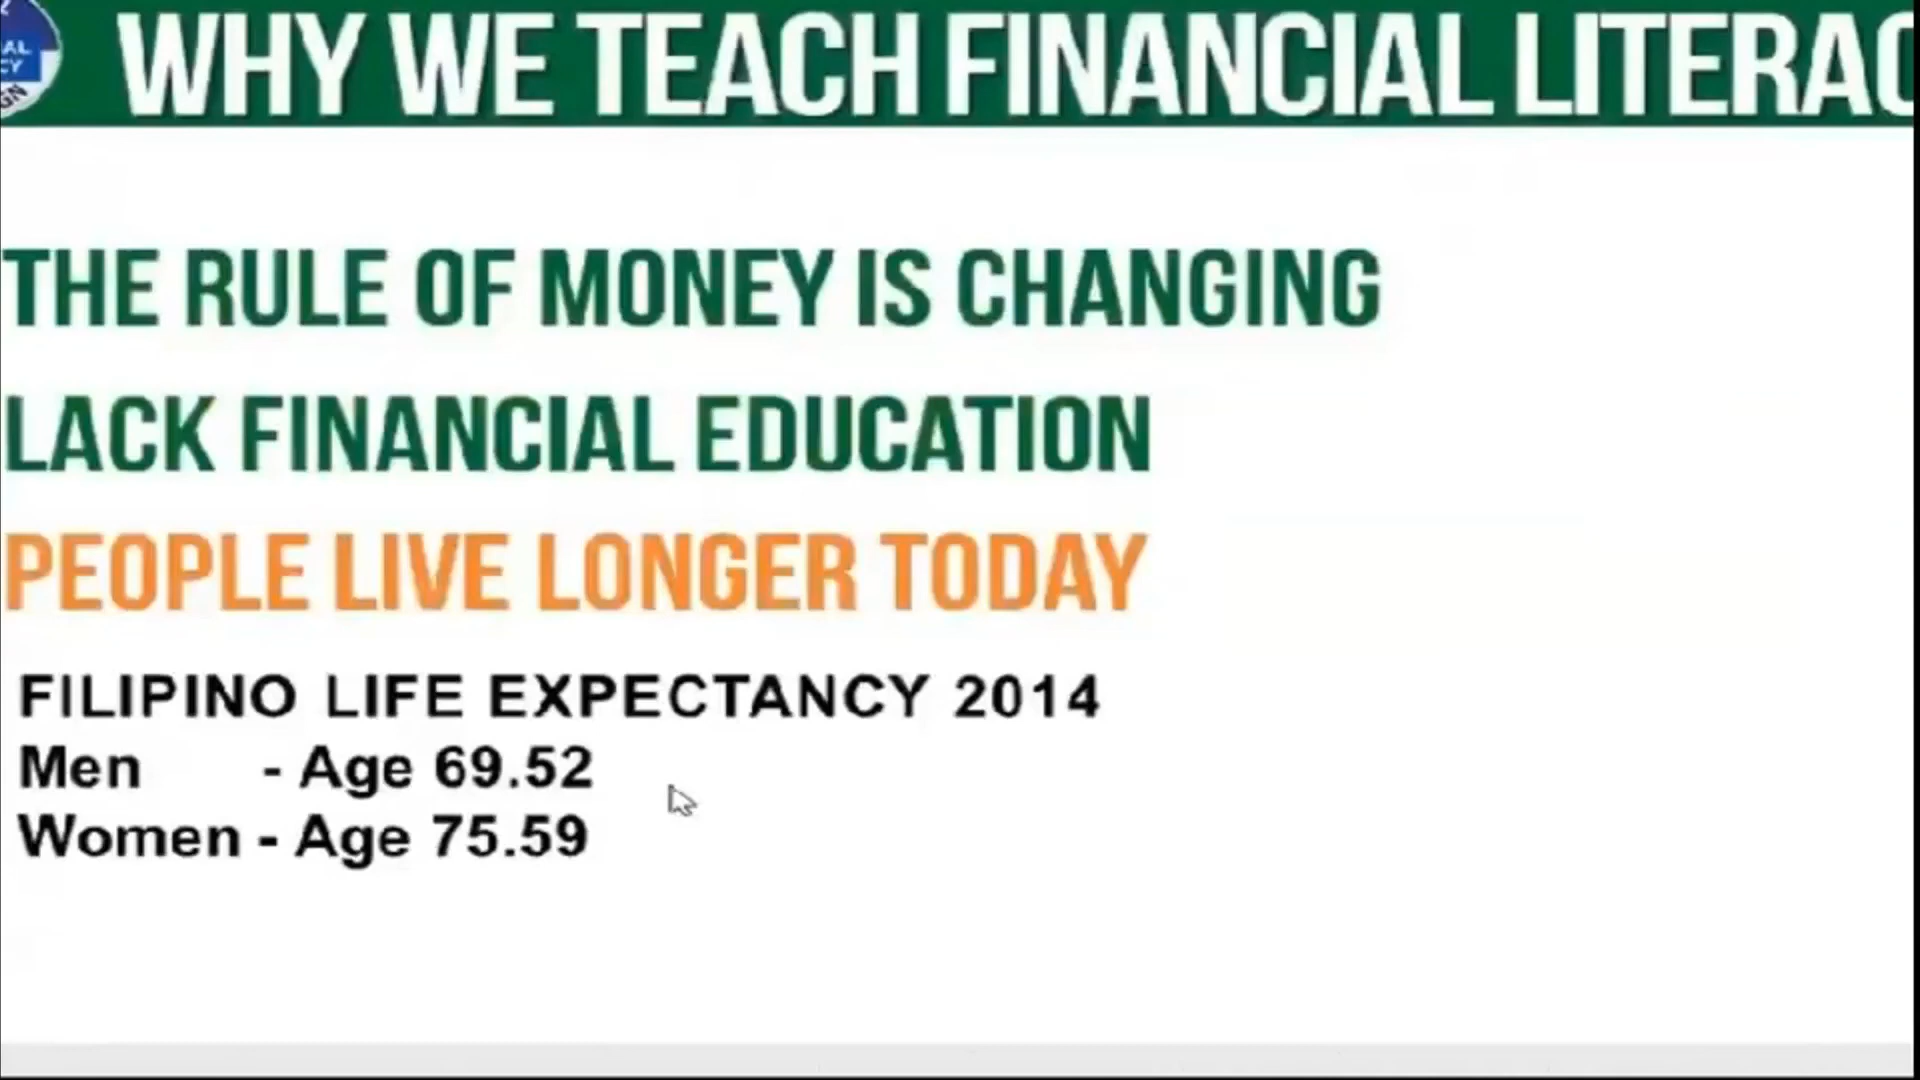 WHY WE TEACH FINANCIAL
THE RULE OF MONEY IS CHANGING
LACK FINANCIAL EDUCATION
PEOPLE LIVE LONGER TODAY
FILIPINO LIFE EXPECTANCY 2014
Men - Age 69.52
Women - Age 75.59